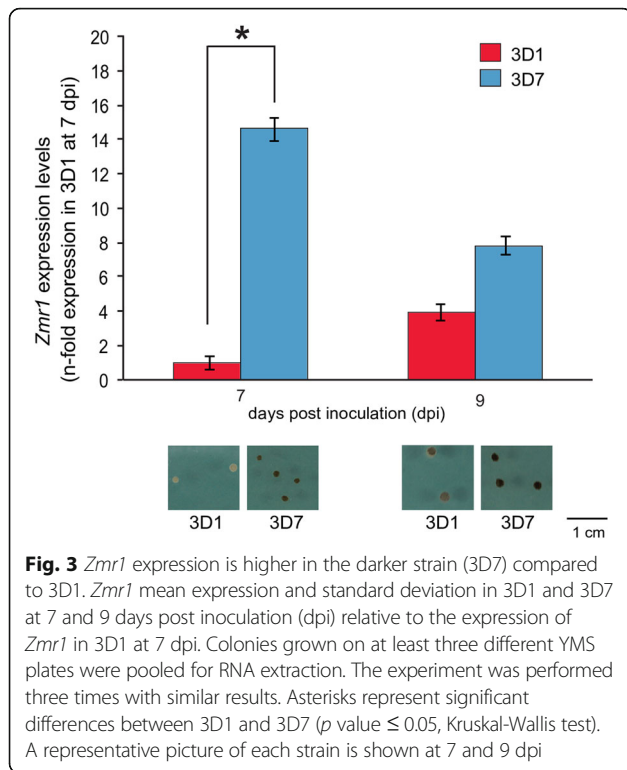 20
18
16
14
12
10
8
6
4
2
0
Zmr1 expression levels
(n-fold expression in 3D1 at 7 dpi)
*
3D1
3D7
7
9
days post inoculation (dpi)
3D1
3D7
3D1
3D7
1 cm
Fig. 3 Zmr1 expression is higher in the darker strain (3D7) compared
to 3D1. Zmr1 mean expression and standard deviation in 3D1 and 3D7
at 7 and 9 days post inoculation (dpi) relative to the expression of
Zmr1 in 3D1 at 7 dpi. Colonies grown on at least three different YMS
plates were pooled for RNA extraction. The experiment was performed
three times with similar results. Asterisks represent significant
differences between 3D1 and 3D7 (p value ≤ 0.05, Kruskal-Wallis test).
A representative picture of each strain is shown at 7 and 9 dpi